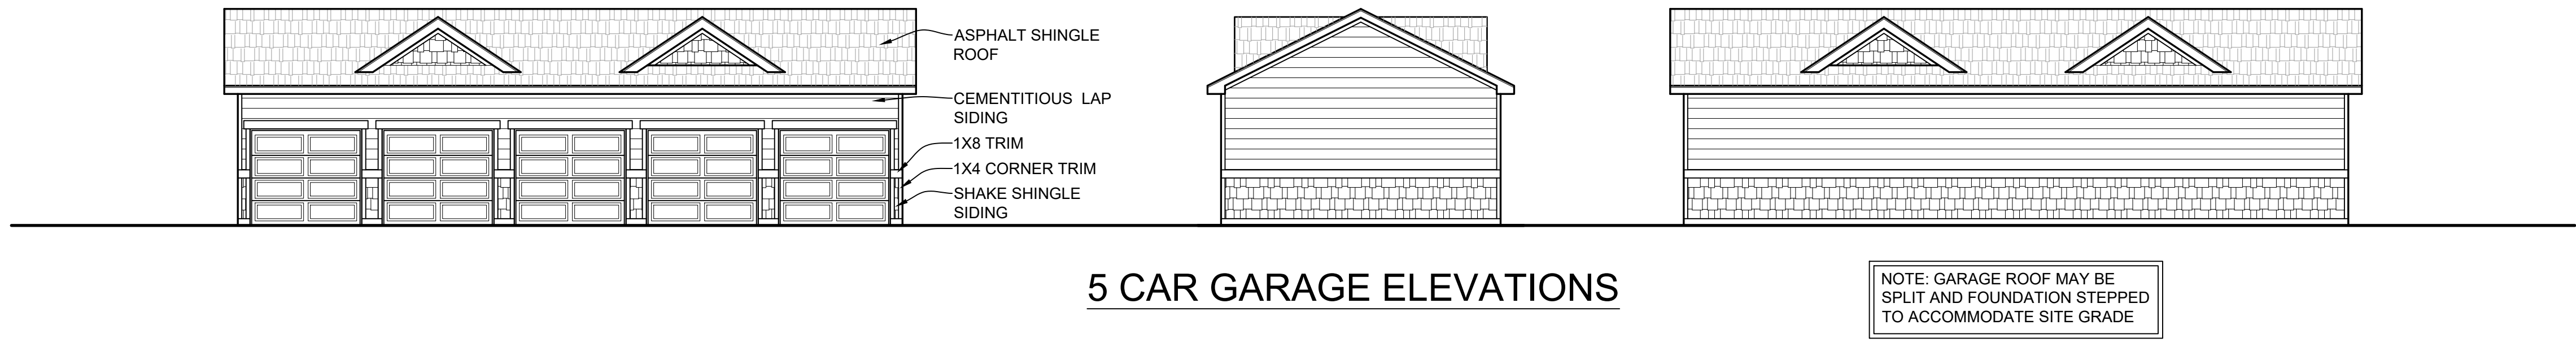 ASPHALT SHINGLE
ROOF
CEMENTITIOUS LAP
SIDING
1X8 TRIM
1X4 CORNER TRIM
SHAKE SHINGLE
SIDING
5 CAR GARAGE ELEVATIONS
NOTE: GARAGE ROOF MAY BE
SPLIT AND FOUNDATION STEPPED
TO ACCOMMODATE SITE GRADE